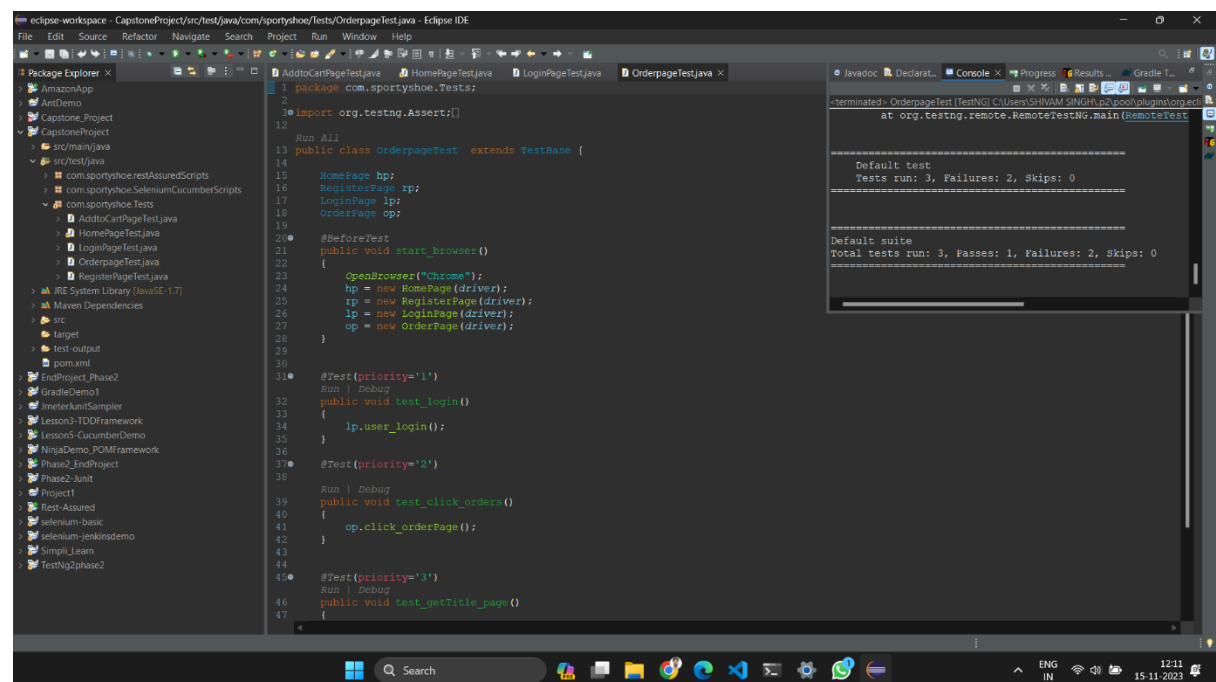 eclipse-workspace - CapstoneProject/src/test/java/com/sportyshoe/Tests/OrderpageTest.java - Eclipse IDE
File Edit Source Refactor Navigate Search Project Run Window Help
Package Explorer
AmazonApp
AntDemo
Capstone_Project
CapstoneProject
src/main/java
src/test/java
com.sportyshoe.restAssuredScripts
com.sportyshoe.SeleniumCucumberScripts
com.sportyshoe.Tests
AddtoCartPageTest.java
HomePageTest.java
LoginPageTest.java
OrderpageTest.java
RegisterPageTest.java
JRE System Library [JavaSE-1.7]
Maven Dependencies
src
target
test-output
pom.xml
EndProject_Phase2
GradleDemo1
JmeterJunitSampler
Lesson3-TDDFramework
Lesson5-CucumberDemo
NinjaDemo_POMFramework
Phase2_EndProject
Phase2-Junit
Project1
Rest-Assured
selenium-basic
selenium-jenkinsdemo
Simpli_Learn
TestNg2phase2
AddtoCartPageTest.java HomePageTest.java LoginPageTest.java OrderpageTest.java
1 package com.sportyshoe.Tests;
2
3 import org.testng.Assert;
12
Run All
13 public class OrderpageTest extends TestBase {
14
15 HomePage hp;
16 RegisterPage rp;
17 LoginPage lp;
18 OrderPage op;
19
20 @BeforeTest
21 public void start_browser()
22 {
23 OpenBrowser("Chrome");
24 hp = new HomePage(driver);
25 rp = new RegisterPage(driver);
26 lp = new LoginPage(driver);
27 op = new OrderPage(driver);
28 }
29
30
31 @Test(priority='1')
Run | Debug
32 public void test_login()
33 {
34 lp.user_login();
35 }
36
37 @Test(priority='2')
38
Run | Debug
39 public void test_click_orders()
40 {
41 op.click_orderPage();
42 }
43
44
45 @Test(priority='3')
Run | Debug
46 public void test_getTitle_page()
47 {
Javadoc Declarat... Console Progress Results ... Gradle T...
<terminated> OrderpageTest [TestNG] C:\Users\SHIVAM SINGH\.p2\pool\plugins\org.ecli
at org.testng.remote.RemoteTestNG.main(RemoteTest
===============================================
Default test
Tests run: 3, Failures: 2, Skips: 0
===============================================
===============================================
Default suite
Total tests run: 3, Passes: 1, Failures: 2, Skips: 0
===============================================
Search
ENG
IN
12:11
15-11-2023